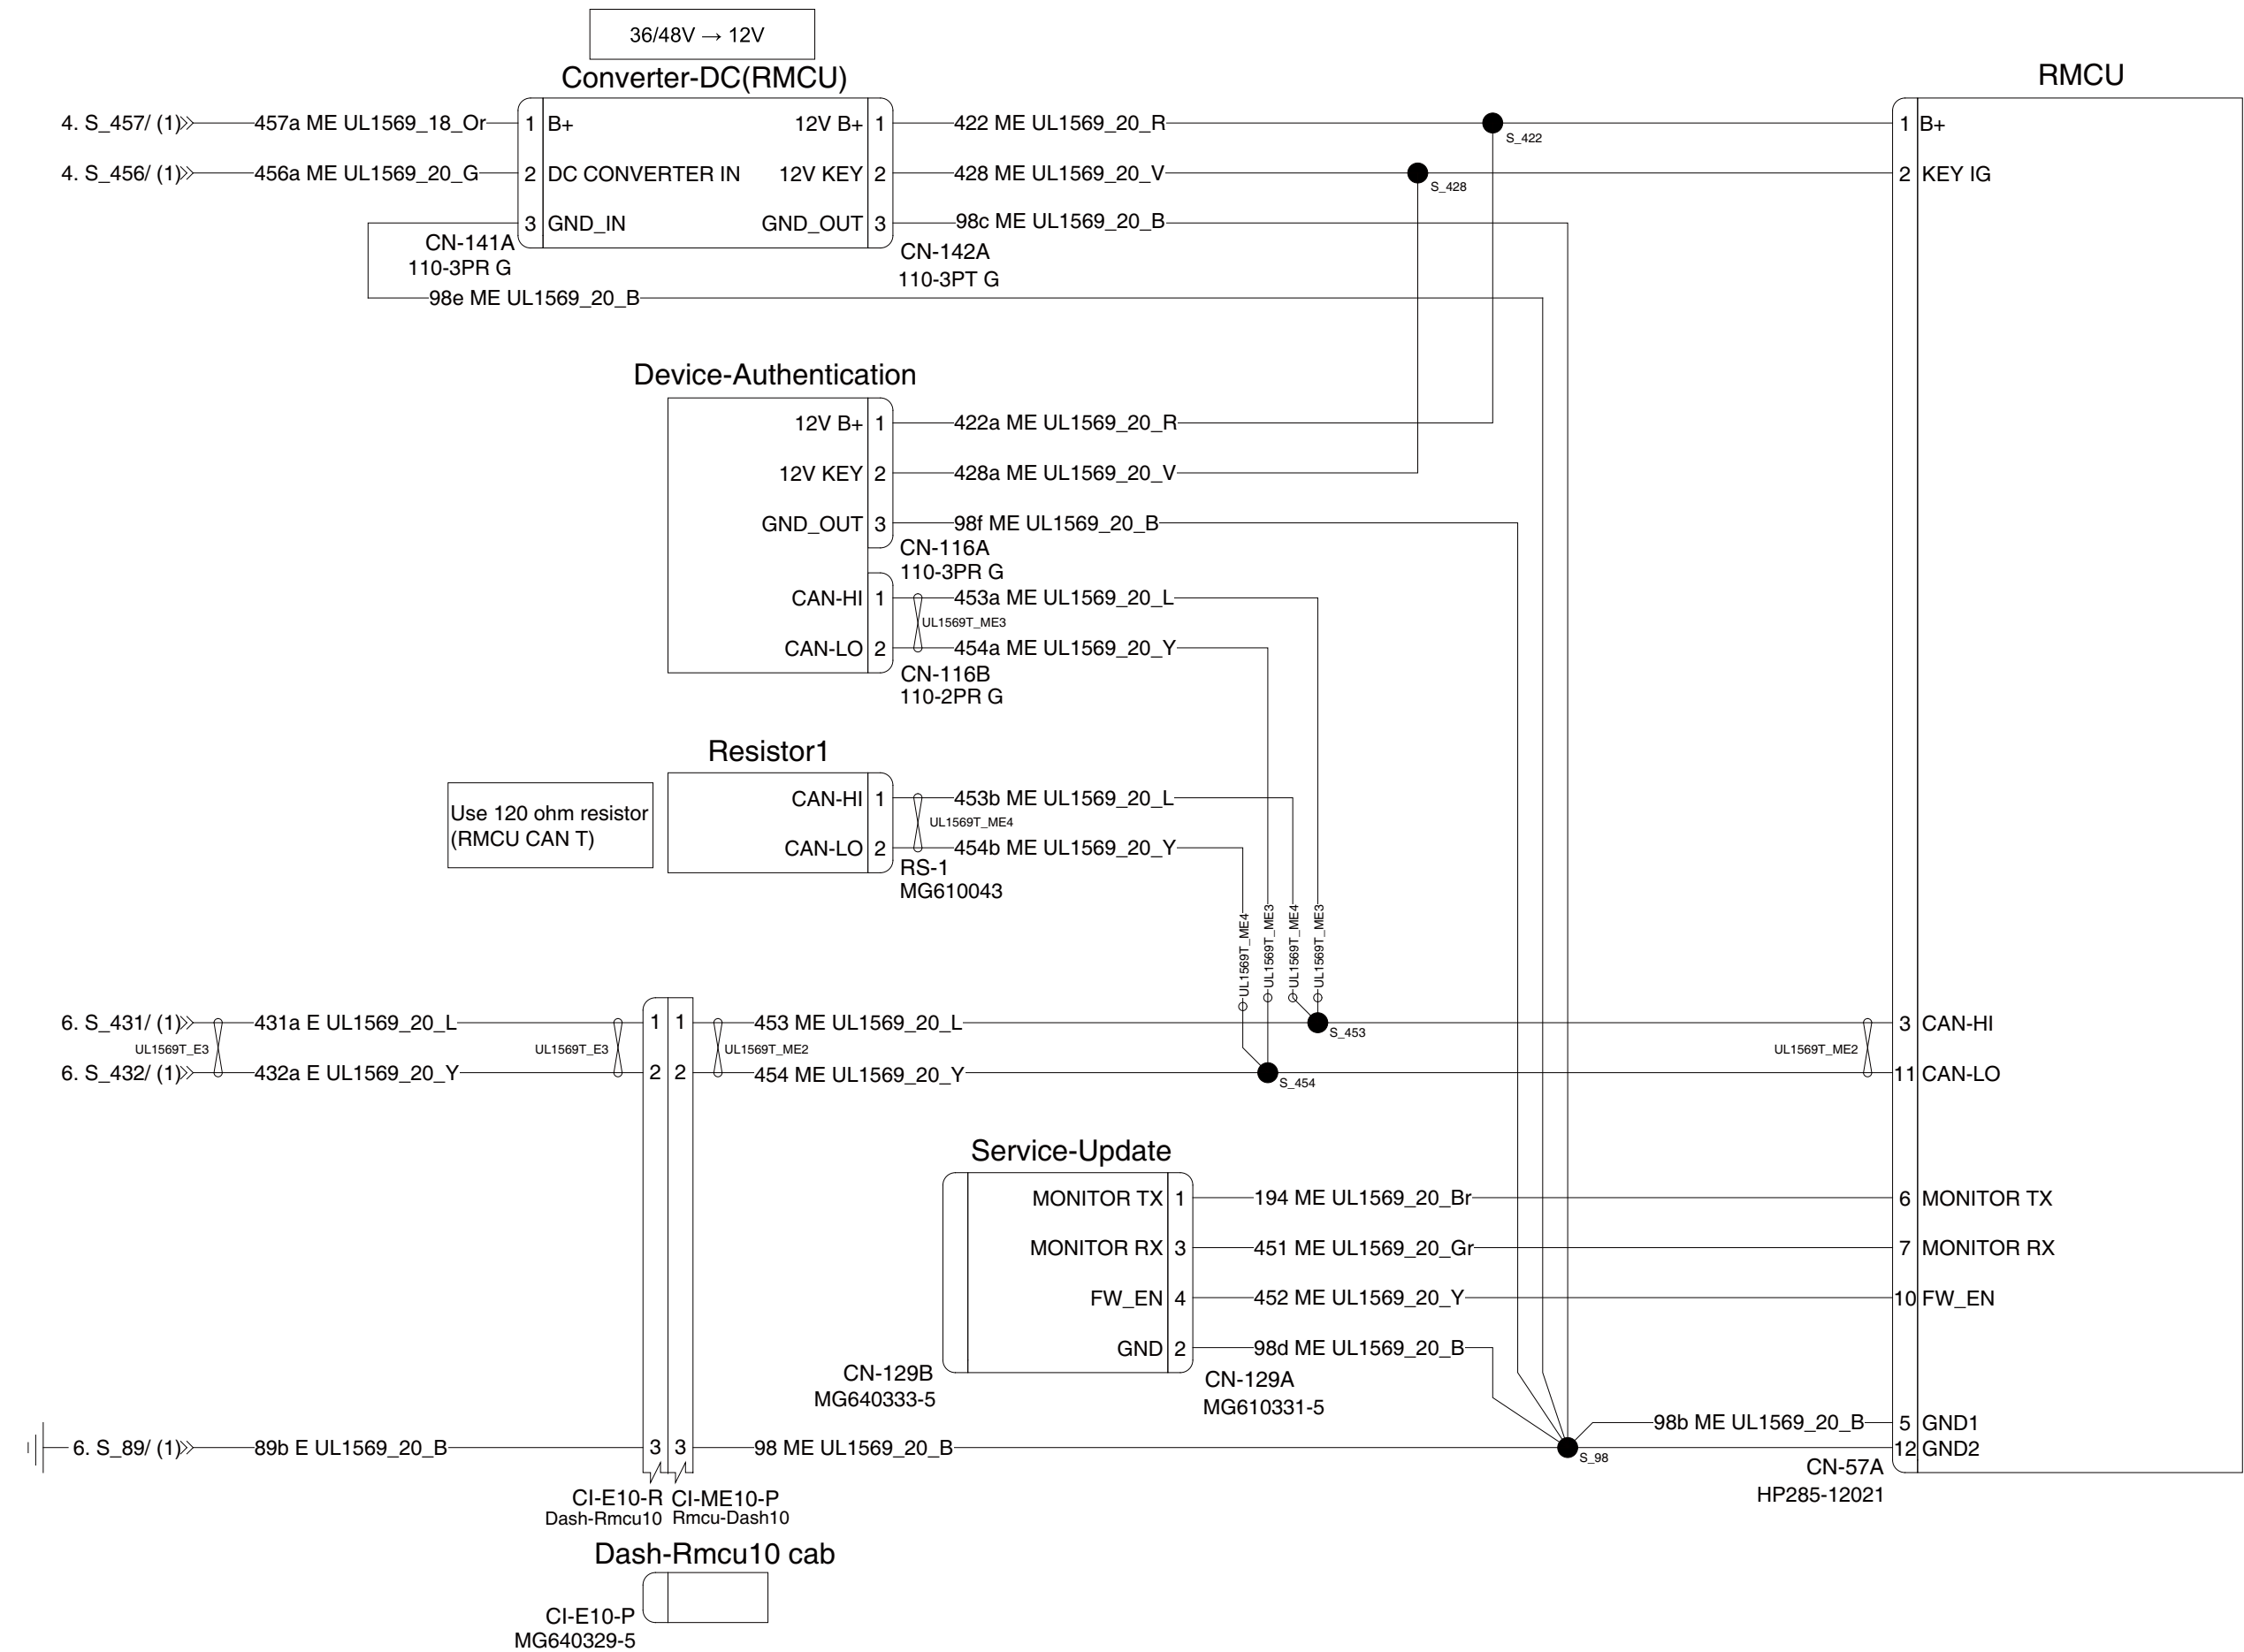 36/48V → 12V
Converter-DC(RMCU)
RMCU
4. S_457/ (1) 457a ME UL1569_18_Or 1 B+ 12V B+ 1 422 ME UL1569_20_R S_422 1 B+
4. S_456/ (1) 456a ME UL1569_20_G 2 DC CONVERTER IN 12V KEY 2 428 ME UL1569_20_V S_428 2 KEY IG
3 GND_IN GND_OUT 3 98c ME UL1569_20_B
CN-141A
110-3PR G
CN-142A
110-3PT G
98e ME UL1569_20_B
Device-Authentication
12V B+ 1 422a ME UL1569_20_R
12V KEY 2 428a ME UL1569_20_V
GND_OUT 3 98f ME UL1569_20_B
CN-116A
110-3PR G
CAN-HI 1 453a ME UL1569_20_L
UL1569T_ME3
CAN-LO 2 454a ME UL1569_20_Y
CN-116B
110-2PR G
Resistor1
Use 120 ohm resistor
(RMCU CAN T)
CAN-HI 1 453b ME UL1569_20_L
UL1569T_ME4
CAN-LO 2 454b ME UL1569_20_Y
RS-1
MG610043
UL1569T_ME4
UL1569T_ME3
UL1569T_ME4
UL1569T_ME3
6. S_431/ (1) 431a E UL1569_20_L 1 1 453 ME UL1569_20_L S_453 3 CAN-HI
UL1569T_E3 UL1569T_E3 UL1569T_ME2 UL1569T_ME2
6. S_432/ (1) 432a E UL1569_20_Y 2 2 454 ME UL1569_20_Y S_454 11 CAN-LO
Service-Update
MONITOR TX 1 194 ME UL1569_20_Br 6 MONITOR TX
MONITOR RX 3 451 ME UL1569_20_Gr 7 MONITOR RX
FW_EN 4 452 ME UL1569_20_Y 10 FW_EN
GND 2 98d ME UL1569_20_B
CN-129B
MG640333-5
CN-129A
MG610331-5
98b ME UL1569_20_B 5 GND1
6. S_89/ (1) 89b E UL1569_20_B 3 3 98 ME UL1569_20_B S_98 12 GND2
CN-57A
HP285-12021
CI-E10-R CI-ME10-P
Dash-Rmcu10 Rmcu-Dash10
Dash-Rmcu10 cab
CI-E10-P
MG640329-5